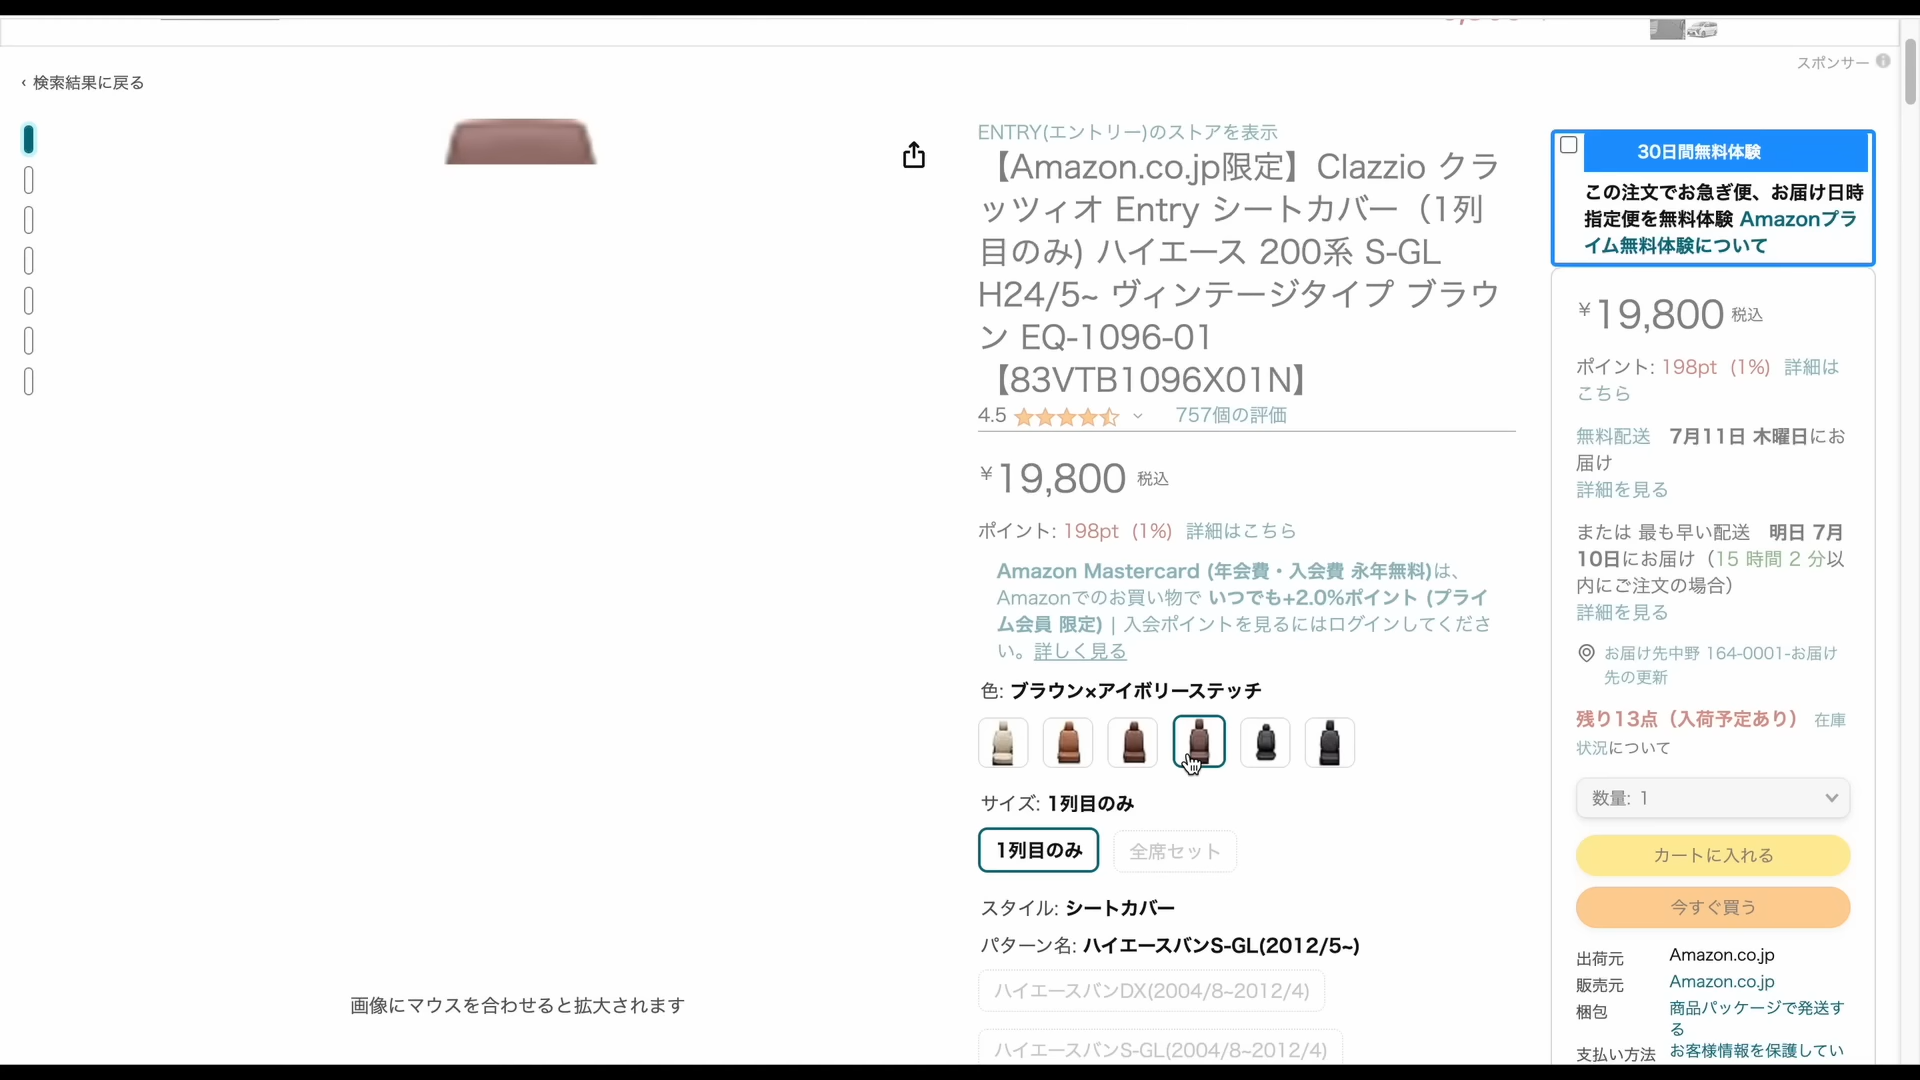 スポンサー
‹ 検索結果に戻る
ENTRY(エントリー)のストアを表示
【Amazon.co.jp限定】Clazzio クラ
ッツィオ Entry シートカバー（1列
目のみ) ハイエース 200系 S-GL
H24/5~ ヴィンテージタイプ ブラウ
ン EQ-1096-01
【83VTB1096X01N】
4.5
757個の評価
¥19,800 税込
ポイント: 198pt (1%) 詳細はこちら
Amazon Mastercard (年会費・入会費 永年無料)は、
Amazonでのお買い物で いつでも+2.0%ポイント (プライ
ム会員 限定) | 入会ポイントを見るにはログインしてくださ
い。詳しく見る
色: ブラウン×アイボリーステッチ
サイズ: 1列目のみ
1列目のみ
全席セット
スタイル: シートカバー
パターン名: ハイエースバンS-GL(2012/5~)
ハイエースバンDX(2004/8~2012/4)
ハイエースバンS-GL(2004/8~2012/4)
画像にマウスを合わせると拡大されます
30日間無料体験
この注文でお急ぎ便、お届け日時
指定便を無料体験 Amazonプラ
イム無料体験について
¥19,800 税込
ポイント: 198pt (1%) 詳細は
こちら
無料配送 7月11日 木曜日にお
届け
詳細を見る
または 最も早い配送 明日 7月
10日にお届け（15 時間 2 分以
内にご注文の場合）
詳細を見る
お届け先中野 164-0001-お届け
先の更新
残り13点（入荷予定あり） 在庫
状況について
数量: 1
カートに入れる
今すぐ買う
出荷元 Amazon.co.jp
販売元 Amazon.co.jp
梱包 商品パッケージで発送す
る
支払い方法 お客様情報を保護してい